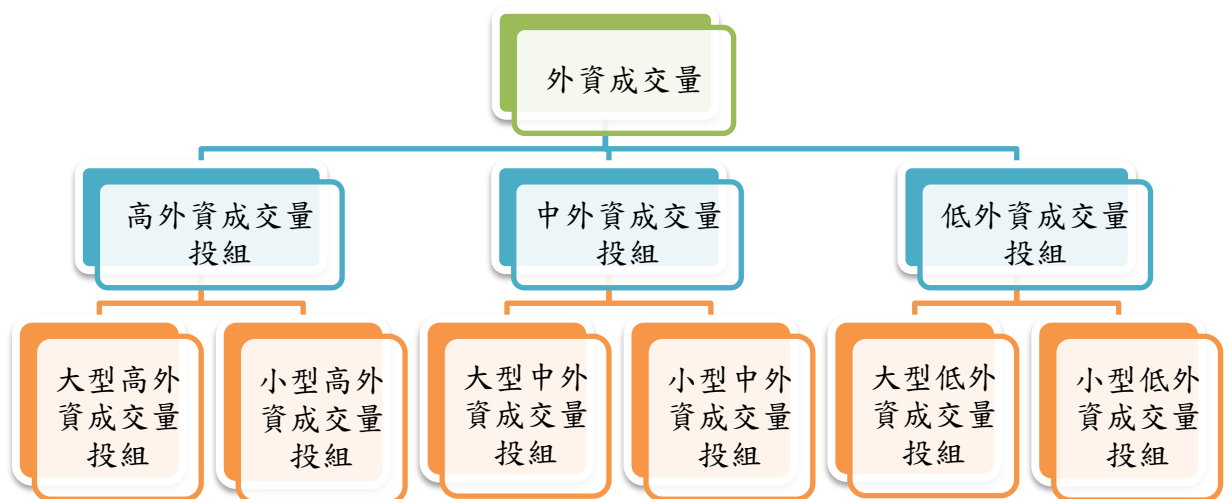 外資成交量
高外資成交量
投組
中外資成交量
投組
低外資成交量
投組
大型高外
資成交量
投組
小型高外
資成交量
投組
大型中外
資成交量
投組
小型中外
資成交量
投組
大型低外
資成交量
投組
小型低外
資成交量
投組